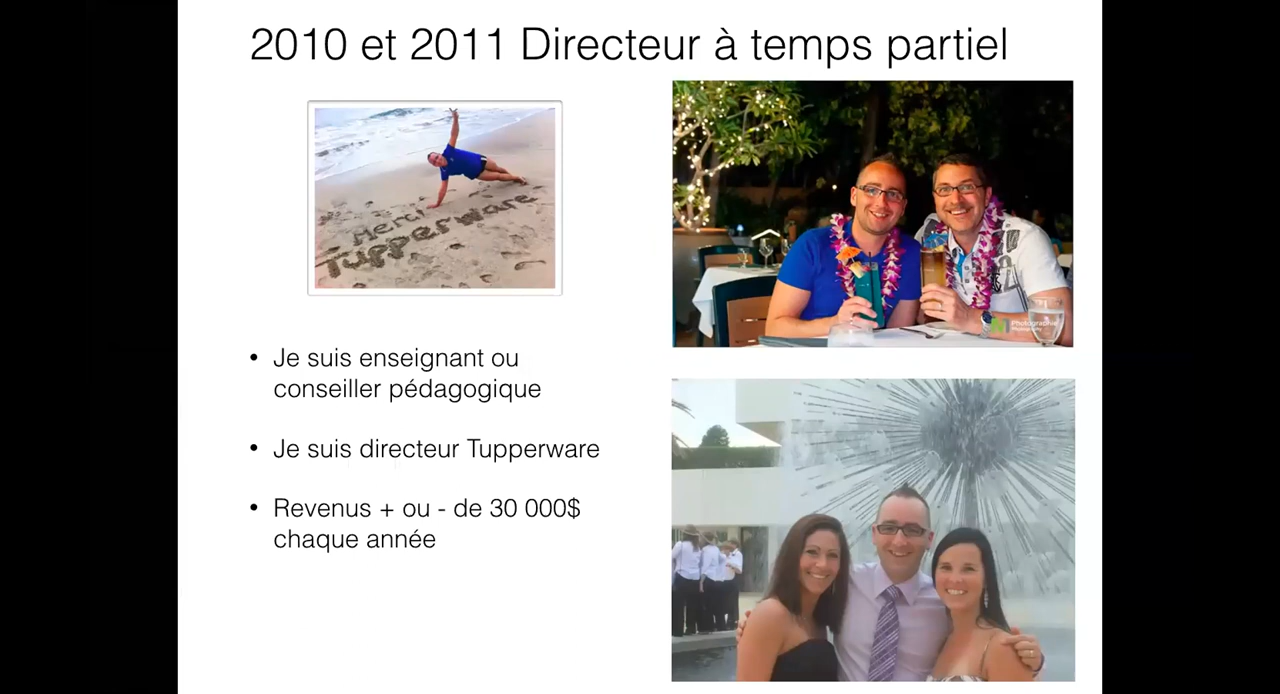 2010 et 2011 Directeur à temps partiel
Merci
Tupperware
• Je suis enseignant ou
conseiller pédagogique
• Je suis directeur Tupperware
• Revenus + ou - de 30 000$
chaque année
Photographie